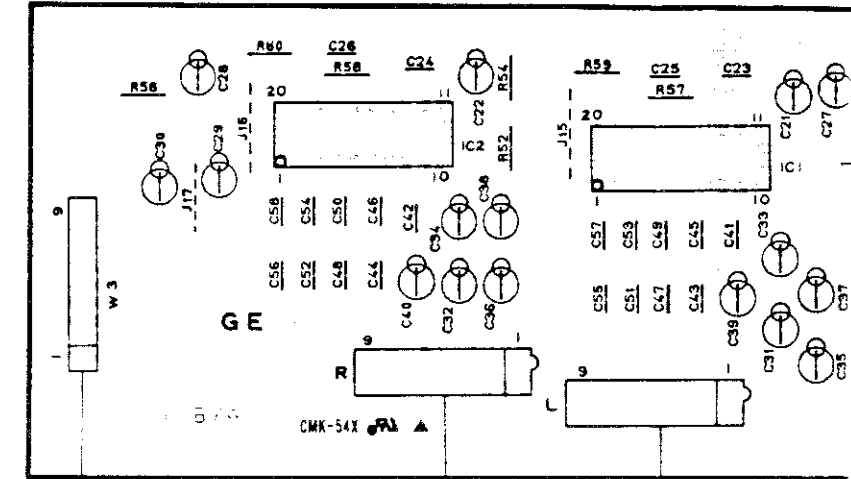 R60 C26 C24 R54 R59 C25 C23
R56 C28 R58 C22 R57 C21 C27
20 11 20 11
J16 IC2 R52 J15 IC1
C30 C29 J17
1 10 1 10
9 C58 C54 C50 C46 C42 C34 C38 C57 C53 C49 C45 C41 C33
W3 C56 C52 C48 C44 C40 C32 C36 C55 C51 C47 C43 C39 C31 C37 C35
GE
1 R 9 1 L 9 1
CMK-54X